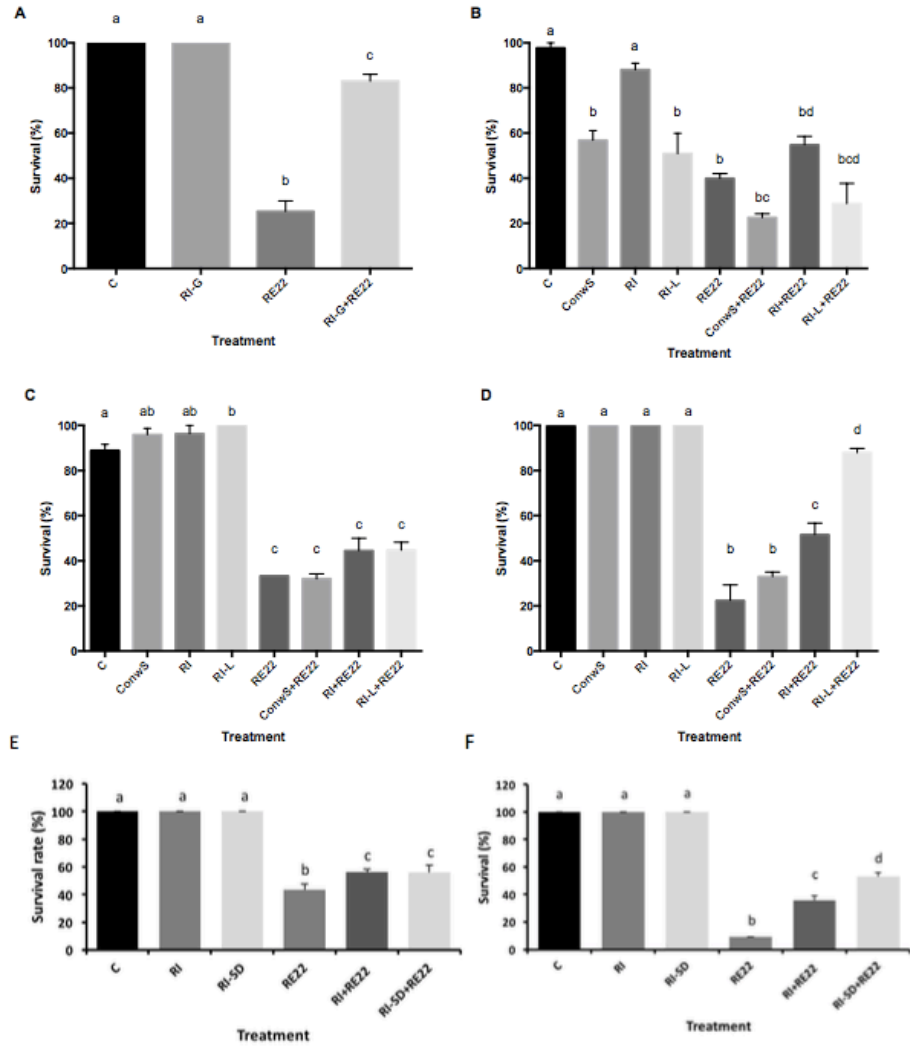 A
a
a
c
b
Survival (%)
100
80
60
40
20
0
C
RI-G
RE22
RI-G+RE22
Treatment
B
a
b
a
b
b
bc
bd
bcd
Survival (%)
100
80
60
40
20
0
C
ConwS
RI
RI-L
RE22
ConwS+RE22
RI+RE22
RI-L+RE22
Treatment
C
a
ab
ab
b
c
c
c
c
Survival (%)
100
80
60
40
20
0
C
ConwS
RI
RI-L
RE22
ConwS+RE22
RI+RE22
RI-L+RE22
Treatment
D
a
a
a
a
b
b
c
d
Survival (%)
100
80
60
40
20
0
C
ConwS
RI
RI-L
RE22
ConwS+RE22
RI+RE22
RI-L+RE22
Treatment
E
a
a
a
b
c
c
Survival rate (%)
120
100
80
60
40
20
0
C
RI
RI-SD
RE22
RI+RE22
RI-SD+RE22
Treatment
F
a
a
a
b
c
d
Survival (%)
120
100
80
60
40
20
0
C
RI
RI-SD
RE22
RI+RE22
RI-SD+RE22
Treatment